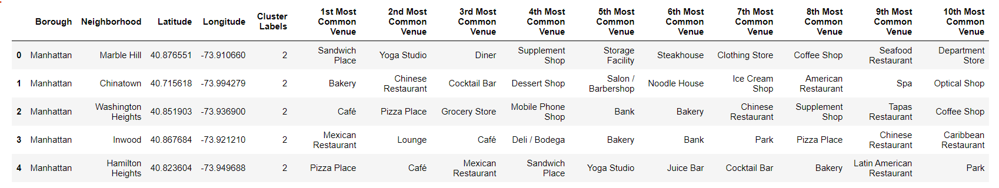 Borough Neighborhood Latitude Longitude Cluster Labels 1st Most Common Venue 2nd Most Common Venue 3rd Most Common Venue 4th Most Common Venue 5th Most Common Venue 6th Most Common Venue 7th Most Common Venue 8th Most Common Venue 9th Most Common Venue 10th Most Common Venue
0 Manhattan Marble Hill 40.876551 -73.910660 2 Sandwich Place Yoga Studio Diner Supplement Shop Storage Facility Steakhouse Clothing Store Coffee Shop Seafood Restaurant Department Store
1 Manhattan Chinatown 40.715618 -73.994279 2 Bakery Chinese Restaurant Cocktail Bar Dessert Shop Salon / Barbershop Noodle House Ice Cream Shop American Restaurant Spa Optical Shop
2 Manhattan Washington Heights 40.851903 -73.936900 2 Café Pizza Place Grocery Store Mobile Phone Shop Bank Bakery Chinese Restaurant Supplement Shop Tapas Restaurant Coffee Shop
3 Manhattan Inwood 40.867684 -73.921210 2 Mexican Restaurant Lounge Café Deli / Bodega Bakery Bank Park Pizza Place Chinese Restaurant Caribbean Restaurant
4 Manhattan Hamilton Heights 40.823604 -73.949688 2 Pizza Place Café Mexican Restaurant Sandwich Place Yoga Studio Juice Bar Cocktail Bar Bakery Latin American Restaurant Park